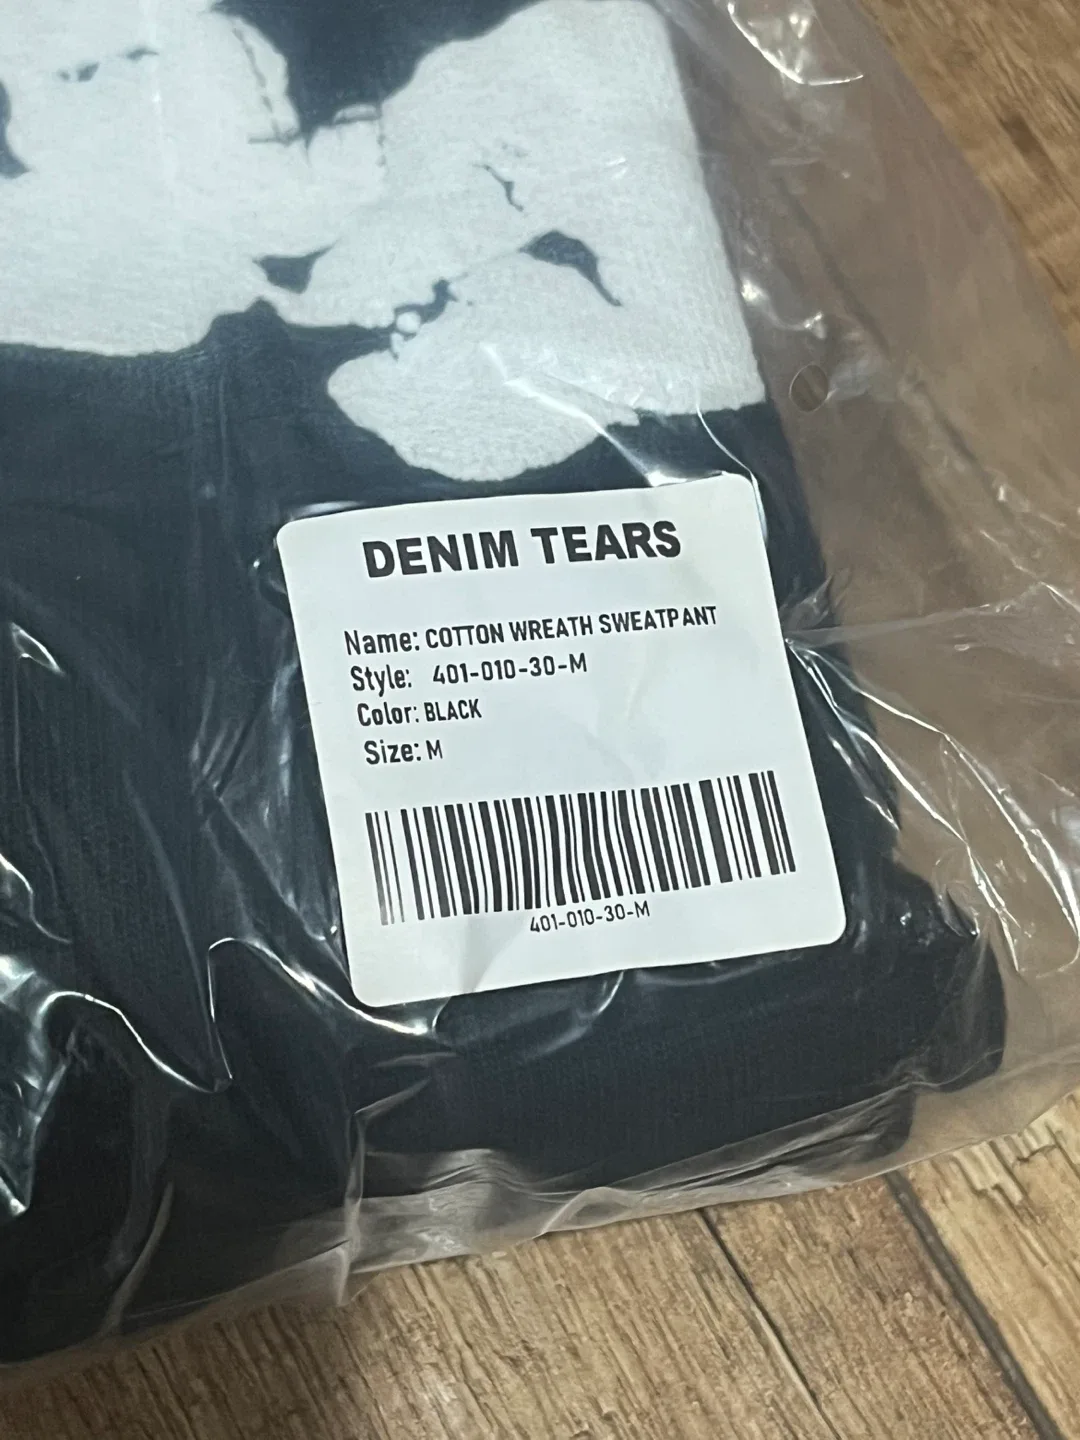 DENIM TEARS
Name: COTTON WREATH SWEATPANT
Style: 401-010-30-M
Color: BLACK
Size: M
401-010-30-M